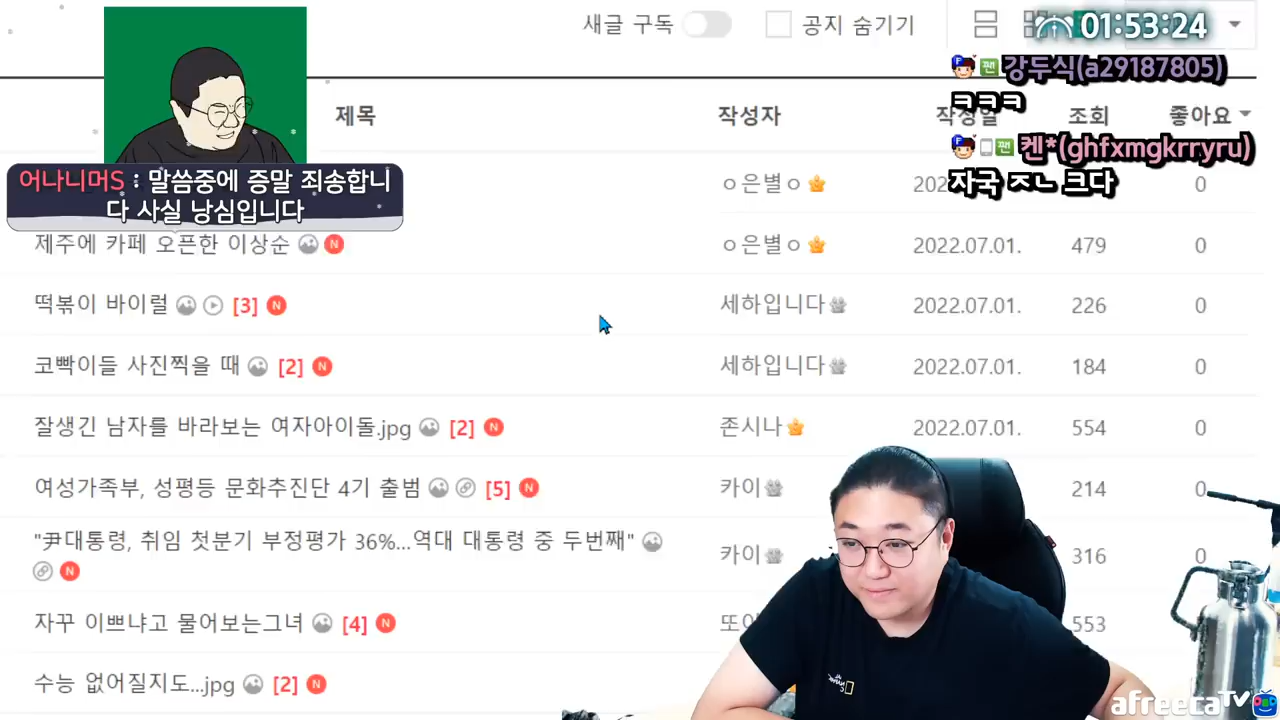 새글 구독 공지 숨기기
01:53:24
강두식(a29187805)
ㅋㅋㅋ
제목 작성자 작성일 조회 좋아요
켄*(ghfxmgkrryru)
자국 ㅈㄴ 크다
어나니머S : 말씀중에 증말 죄송합니
다 사실 낭심입니다
ㅇ은별ㅇ 202 0
제주에 카페 오픈한 이상순 N ㅇ은별ㅇ 2022.07.01. 479 0
떡볶이 바이럴 [3] N 세하입니다 2022.07.01. 226 0
코빡이들 사진찍을 때 [2] N 세하입니다 2022.07.01. 184 0
잘생긴 남자를 바라보는 여자아이돌.jpg [2] N 존시나 2022.07.01. 554 0
여성가족부, 성평등 문화추진단 4기 출범 [5] N 카이 214 0
"尹대통령, 취임 첫분기 부정평가 36%...역대 대통령 중 두번째" 카이 316 0
N
자꾸 이쁘냐고 물어보는그녀 [4] N 또 553
수능 없어질지도...jpg [2] N
afreecaTV